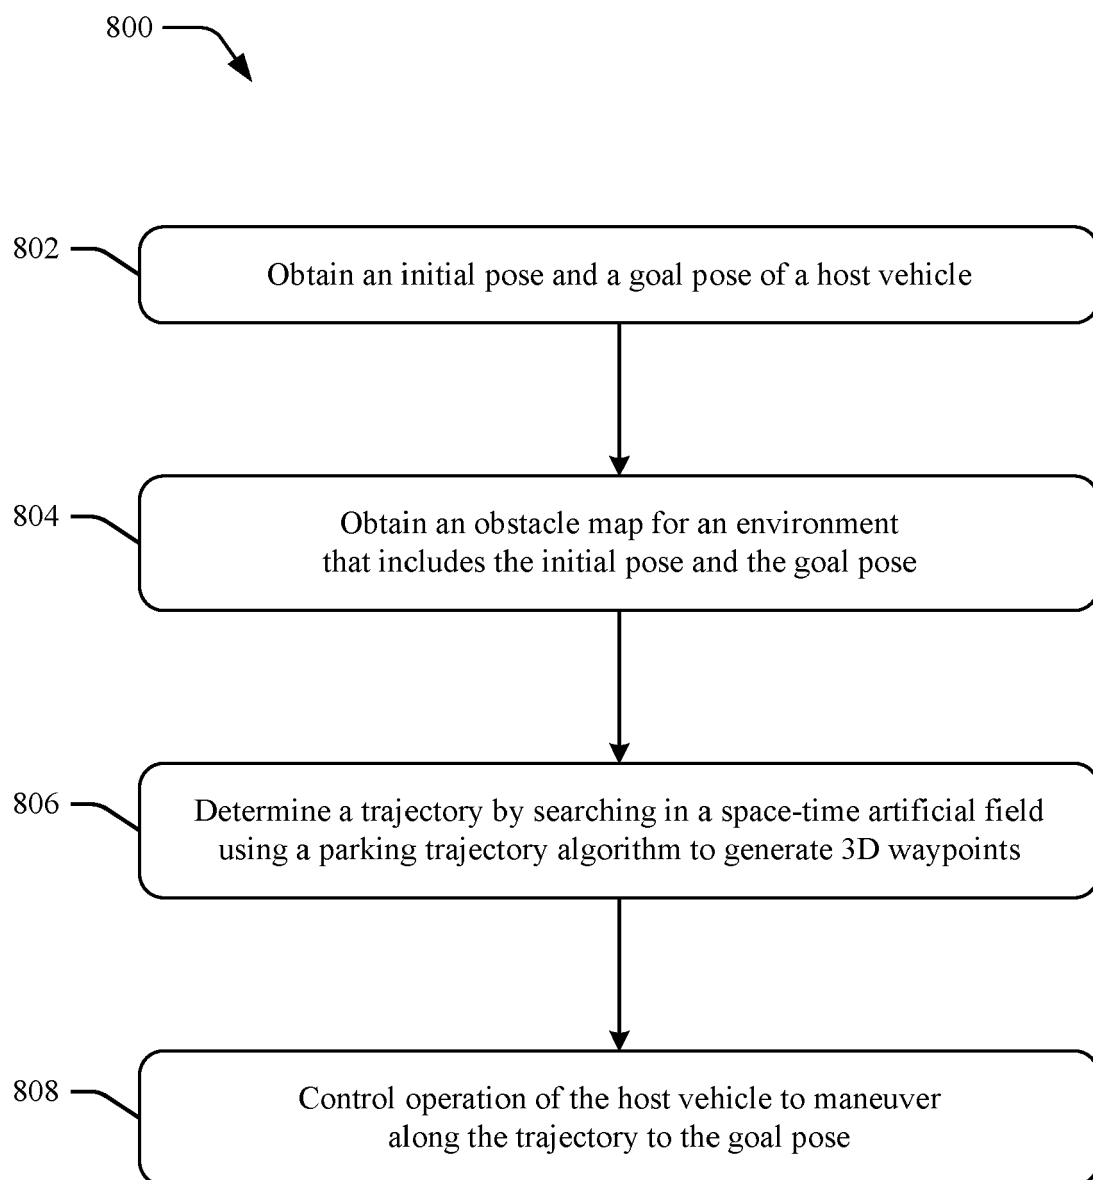 800
802
Obtain an initial pose and a goal pose of a host vehicle
804
Obtain an obstacle map for an environment
that includes the initial pose and the goal pose
806
Determine a trajectory by searching in a space-time artificial field
using a parking trajectory algorithm to generate 3D waypoints
808
Control operation of the host vehicle to maneuver
along the trajectory to the goal pose